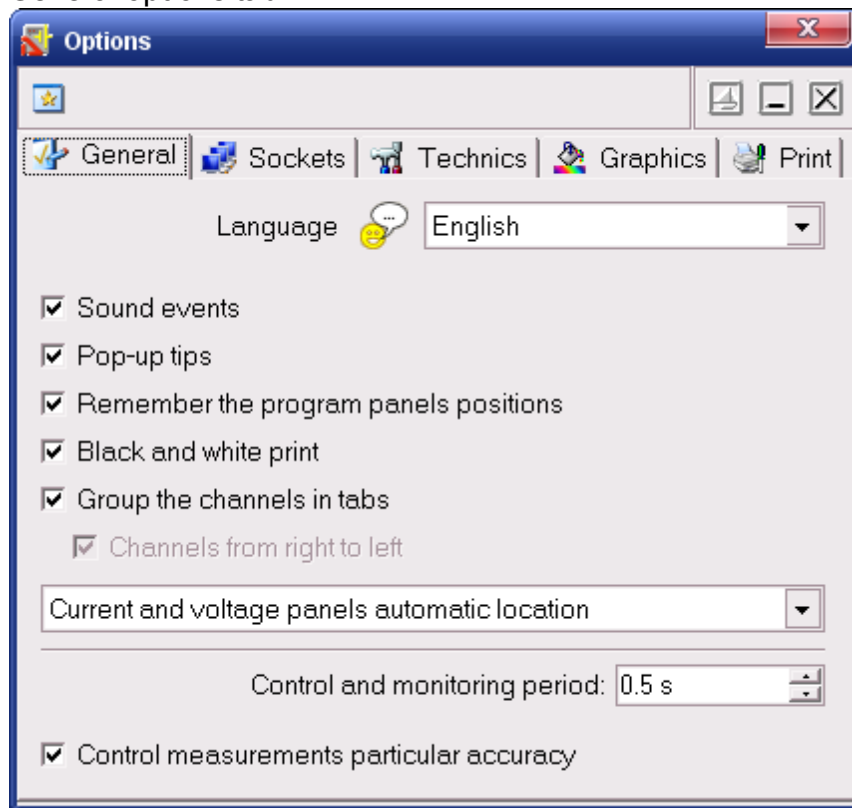 Options
General Sockets Technics Graphics Print
Language English
Sound events
Pop-up tips
Remember the program panels positions
Black and white print
Group the channels in tabs
Channels from right to left
Current and voltage panels automatic location
Control and monitoring period: 0.5 s
Control measurements particular accuracy